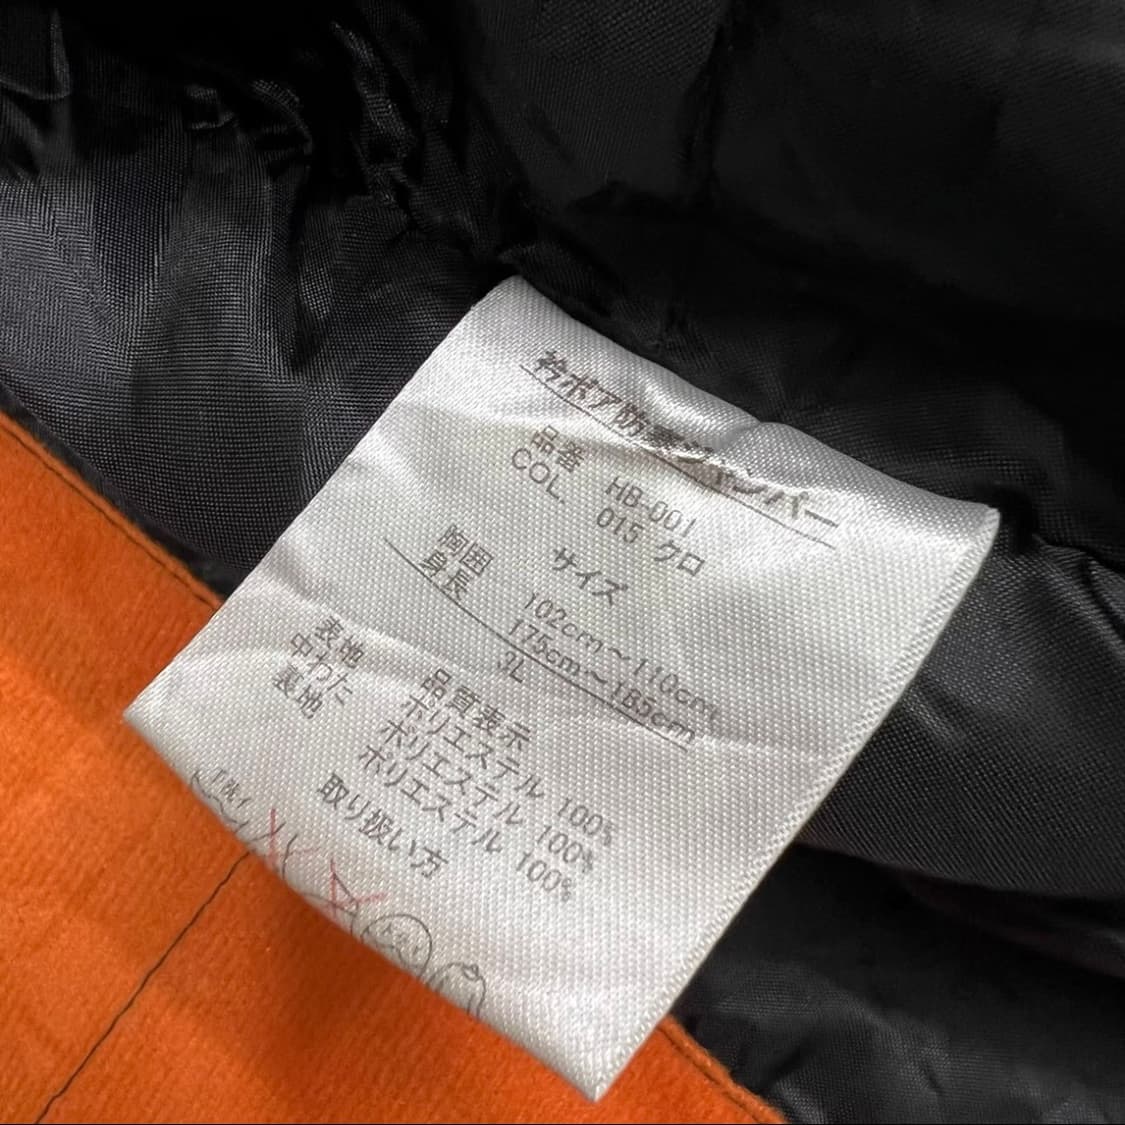 衿ボア防寒ジャンパー
品番 HB-001
COL. 015 クロ
サイズ
胸囲 102cm~110cm
身長 175cm~185cm
3L
品質表示
表地 ポリエステル 100%
中わた ポリエステル 100%
裏地 ポリエステル 100%
取り扱い方